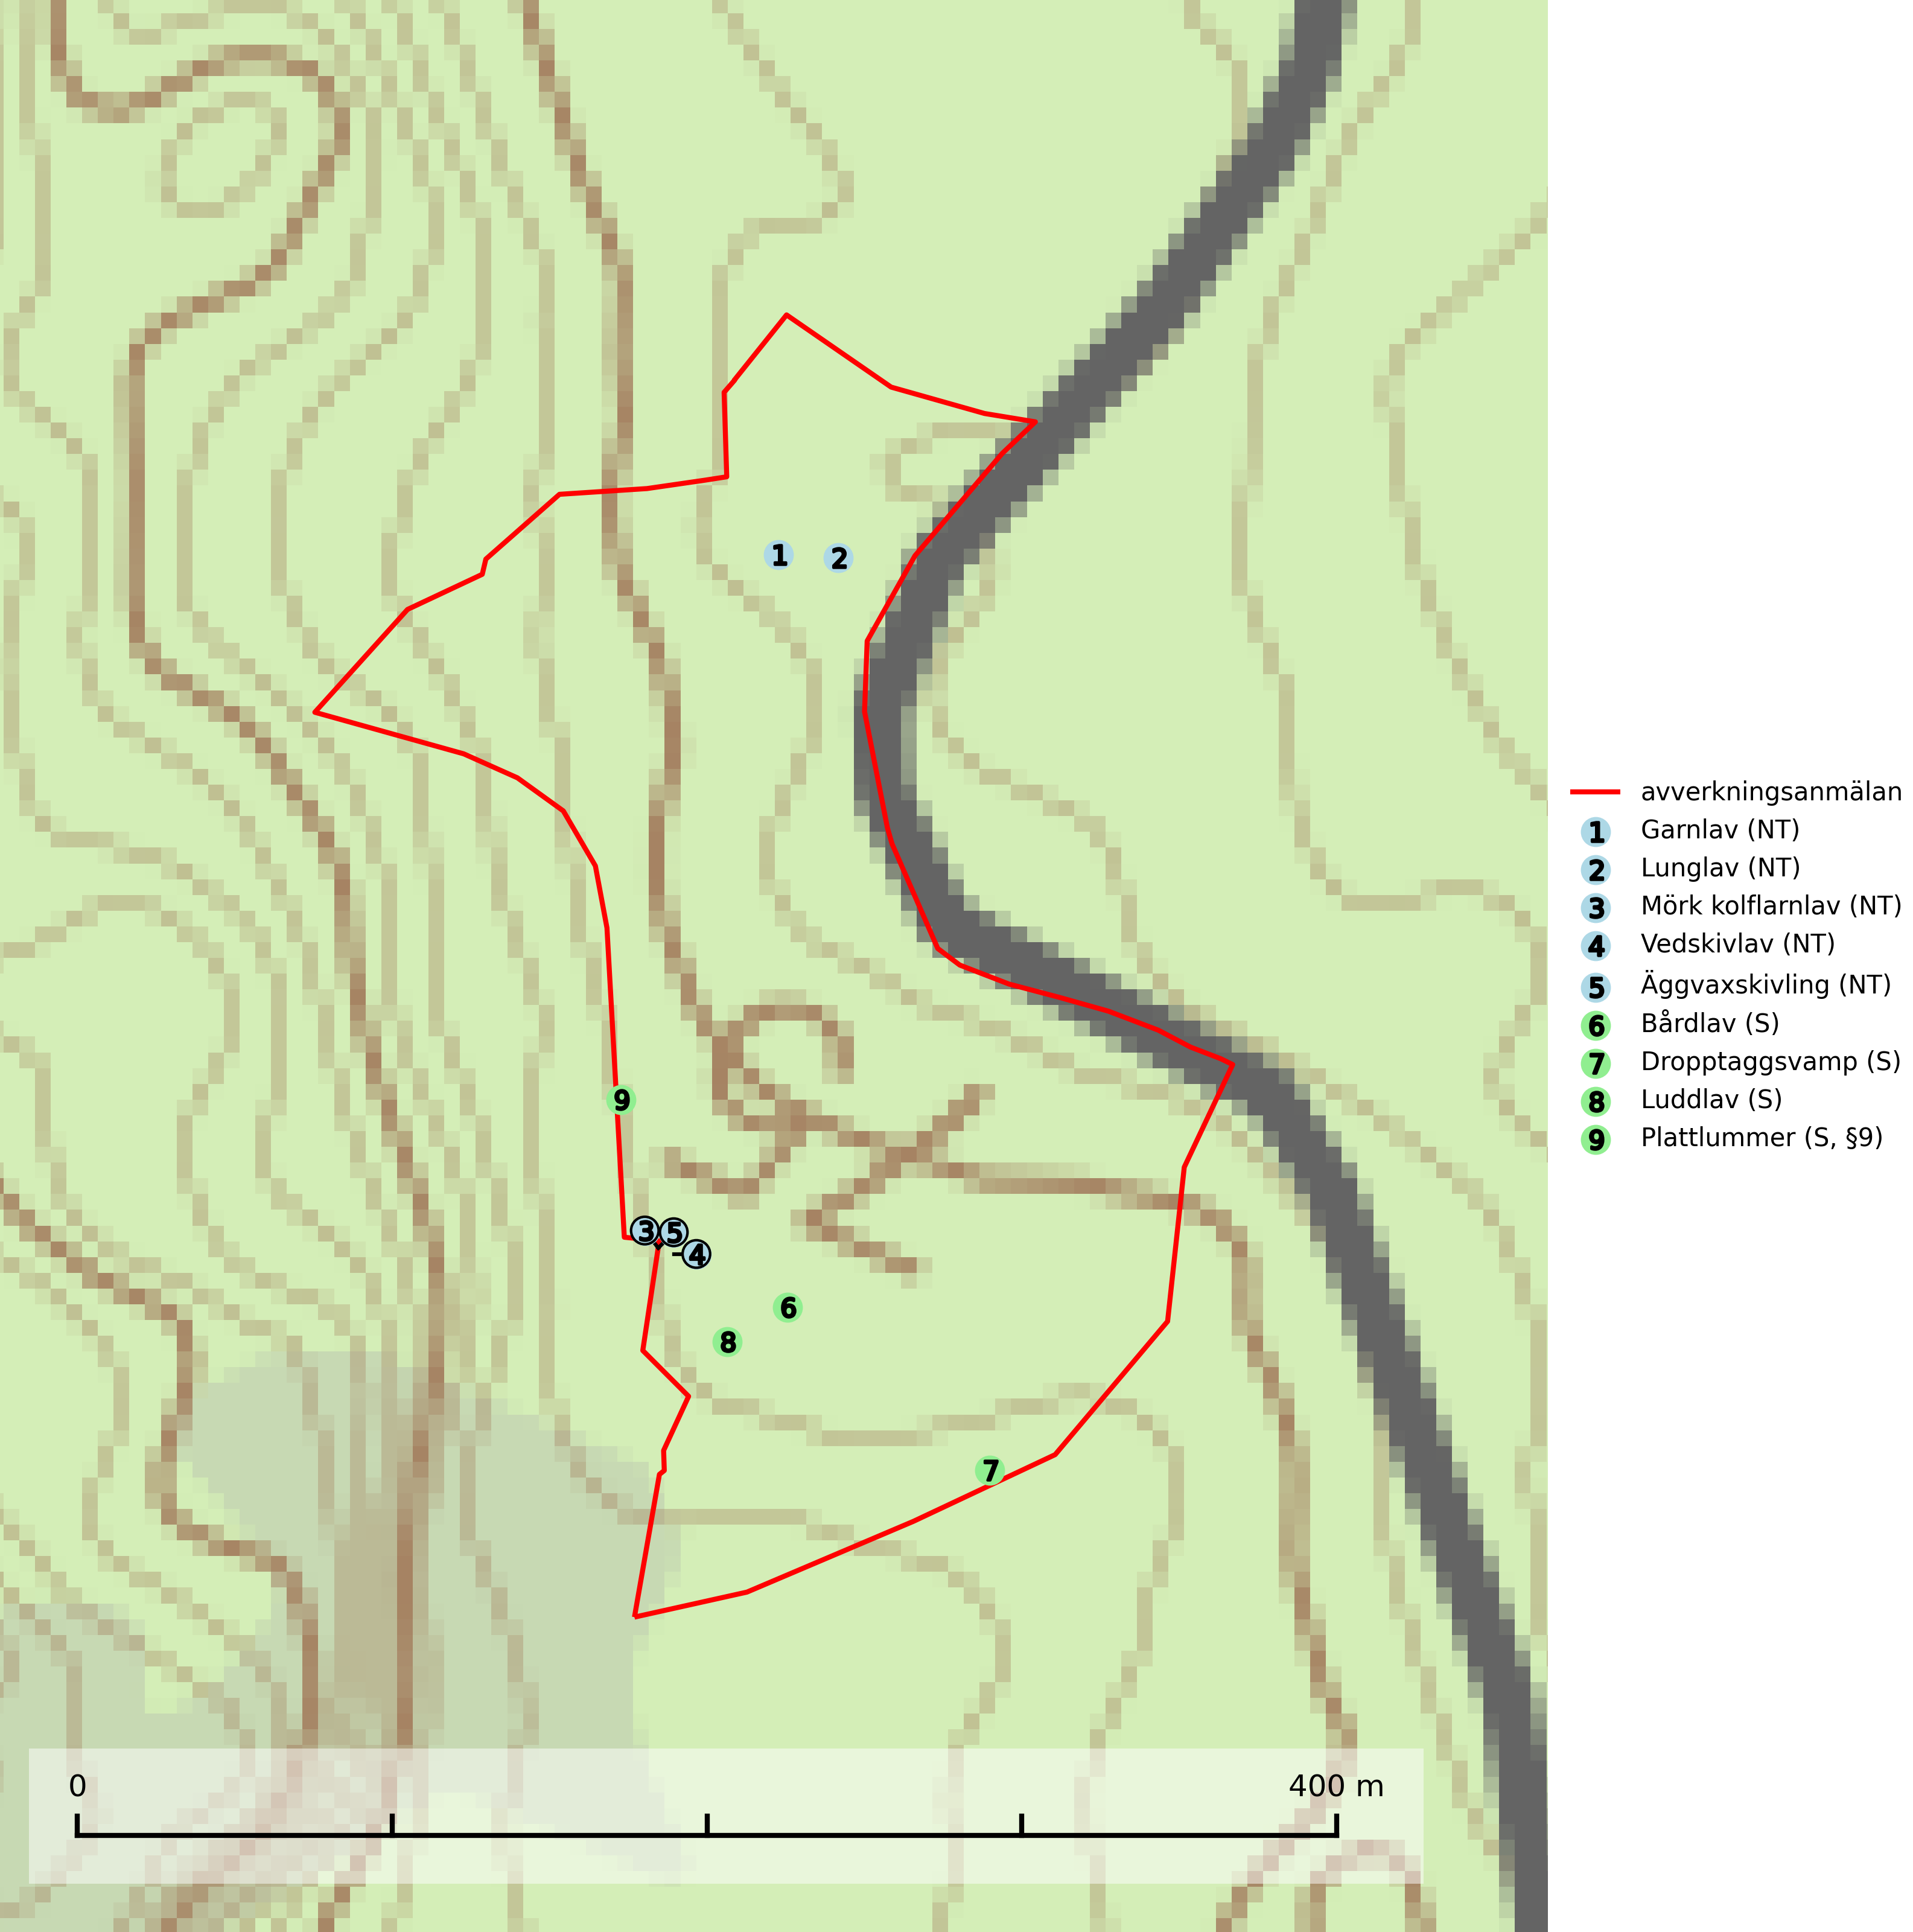 1
2
9
3
5
4
6
8
7
0
400 m
avverkningsanmälan
1 Garnlav (NT)
2 Lunglav (NT)
3 Mörk kolflarnlav (NT)
4 Vedskivlav (NT)
5 Äggvaxskivling (NT)
6 Bårdlav (S)
7 Dropptaggsvamp (S)
8 Luddlav (S)
9 Plattlummer (S, §9)